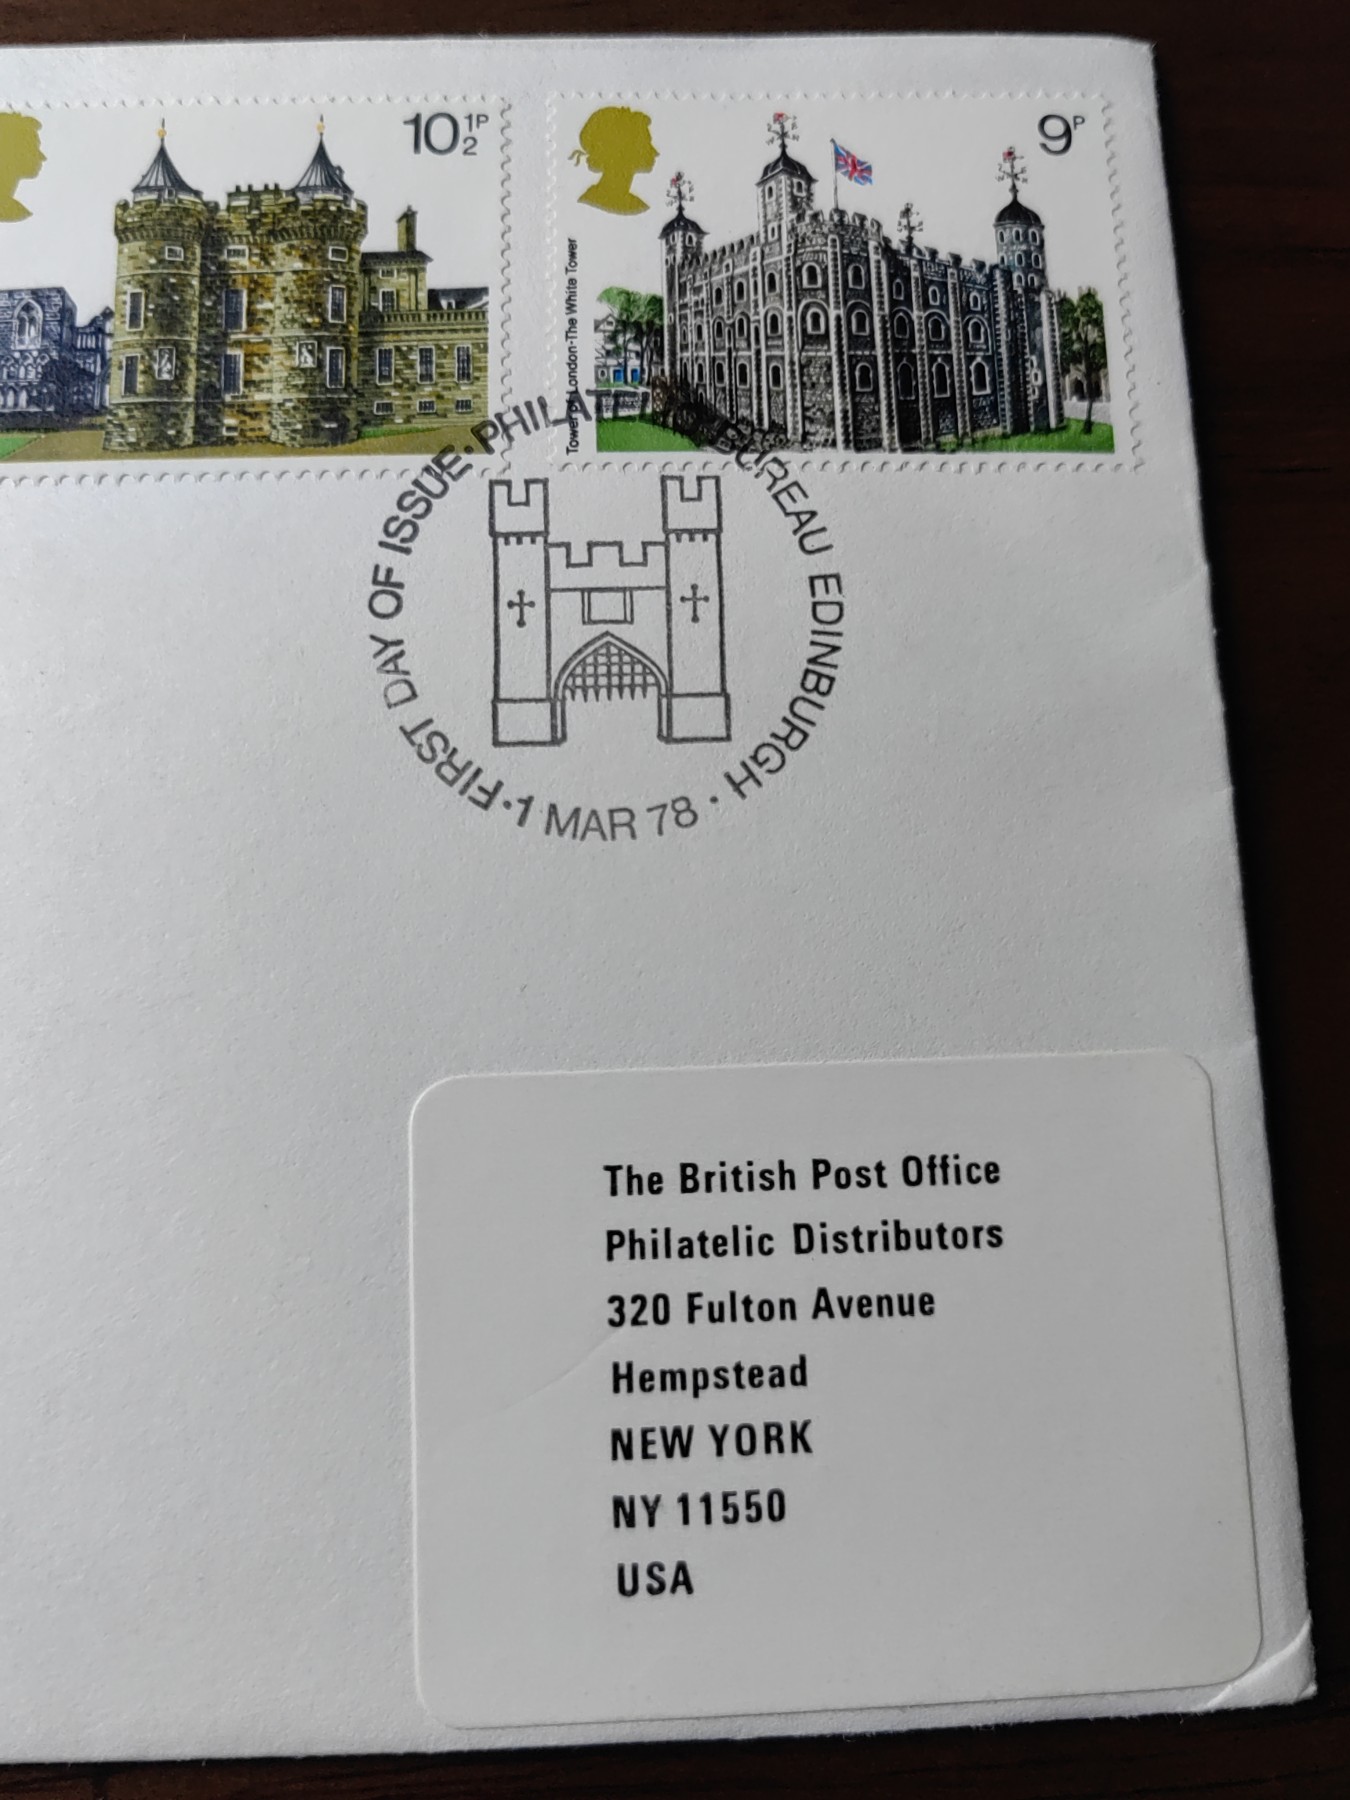 10½P
9P
Tower of London-The White Tower
FIRST DAY OF ISSUE · PHILATELIC BUREAU EDINBURGH ·
1 MAR 78
The British Post Office
Philatelic Distributors
320 Fulton Avenue
Hempstead
NEW YORK
NY 11550
USA